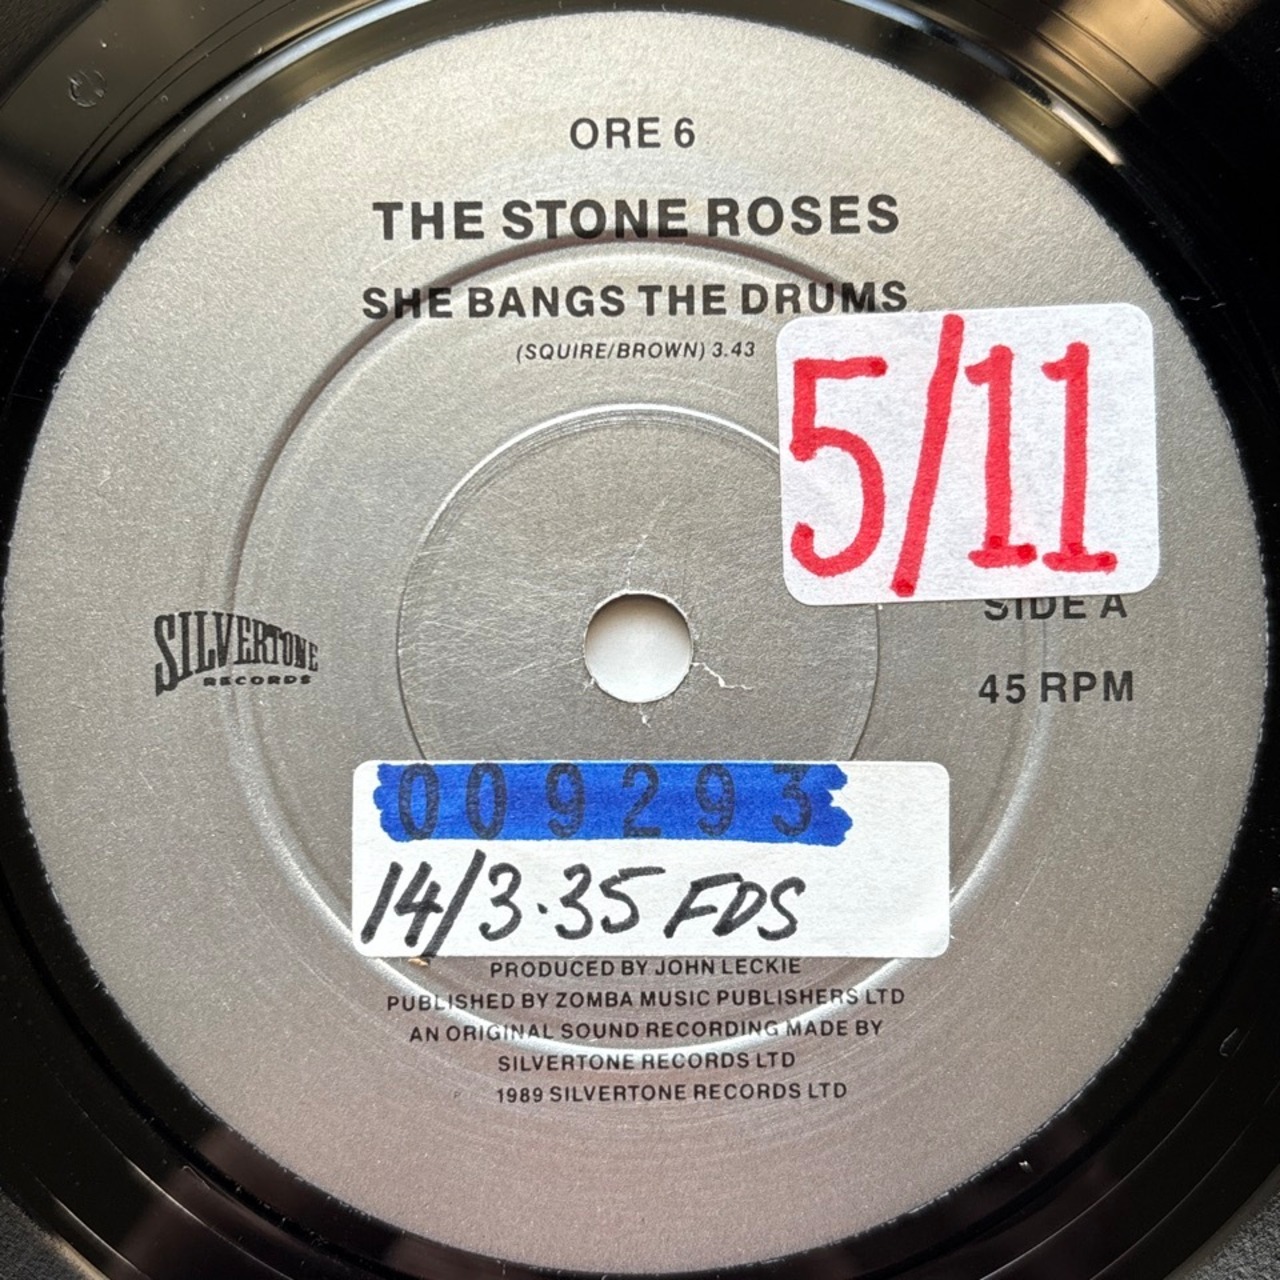 ORE 6
THE STONE ROSES
SHE BANGS THE DRUMS
(SQUIRE/BROWN) 3.43
5/11
SILVERTONE
RECORDS
SIDE A
45 RPM
009293
14/3.35 FDS
PRODUCED BY JOHN LECKIE
PUBLISHED BY ZOMBA MUSIC PUBLISHERS LTD
AN ORIGINAL SOUND RECORDING MADE BY
SILVERTONE RECORDS LTD
℗ 1989 SILVERTONE RECORDS LTD